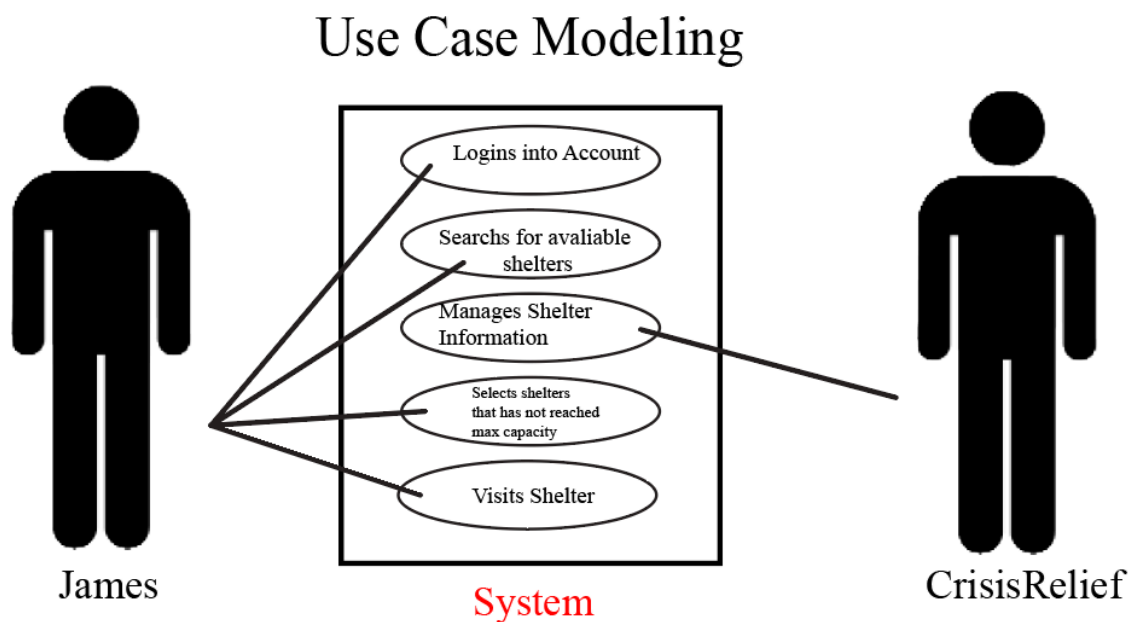 Use Case Modeling
Logins into Account
Searchs for avaliable
shelters
Manages Shelter
Information
Selects shelters
that has not reached
max capacity
Visits Shelter
James
System
CrisisRelief